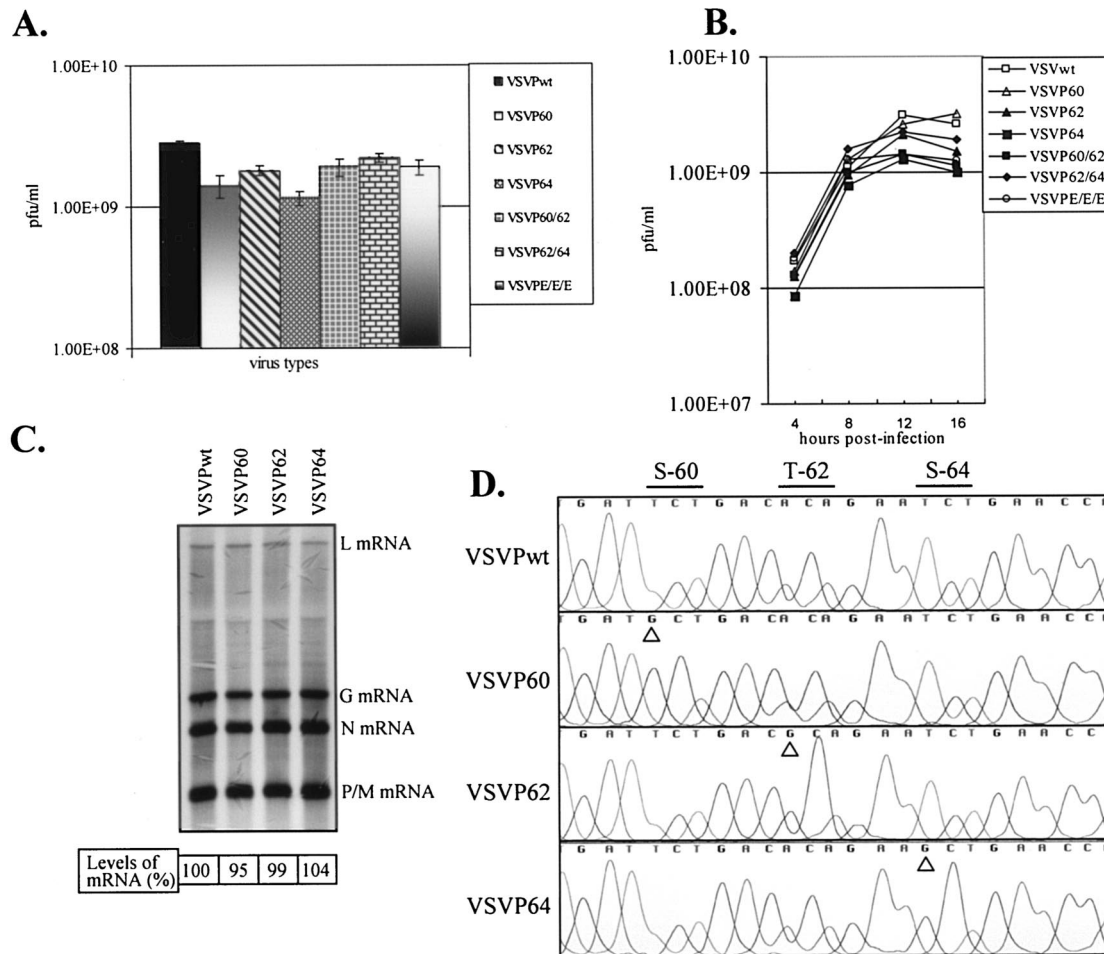 A.
1.00E+10
1.00E+09
1.00E+08
pfu/ml
virus types
VSVPwt
VSVP60
VSVP62
VSVP64
VSVP60/62
VSVP62/64
VSVPE/E/E
B.
1.00E+10
1.00E+09
1.00E+08
1.00E+07
pfu/ml
4 8 12 16
hours post-infection
VSVwt
VSVP60
VSVP62
VSVP64
VSVP60/62
VSVP62/64
VSVPE/E/E
C.
VSVPwt
VSVP60
VSVP62
VSVP64
L mRNA
G mRNA
N mRNA
P/M mRNA
Levels of
mRNA (%)
100 95 99 104
D.
S-60 T-62 S-64
VSVPwt
T G A T T C T G A C A C A G A A T C T G A A C C A
VSVP60
T G A T G C T G A C A C A G A A T C T G A A C C
VSVP62
G A T T C T G A C G C A G A A T C T G A A C C
VSVP64
G A T T C T G A C A C A G A A G C T G A A C C